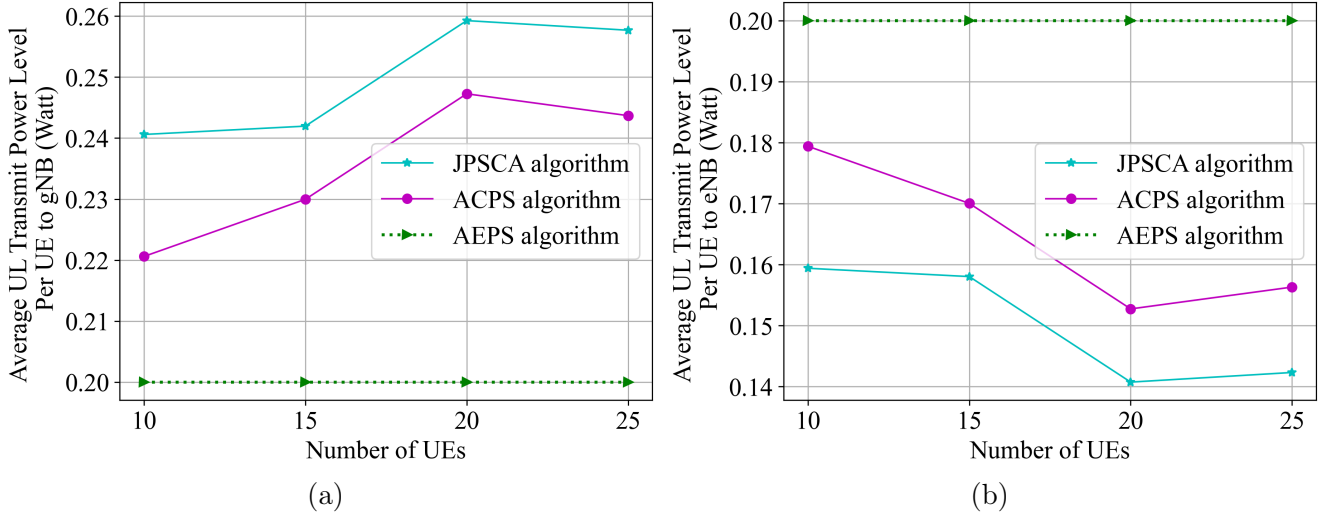 Average UL Transmit Power Level
Per UE to gNB (Watt)
0.26
0.25
0.24
0.23
0.22
0.21
0.20
JPSCA algorithm
ACPS algorithm
AEPS algorithm
10 15 20 25
Number of UEs
(a)
Average UL Transmit Power Level
Per UE to eNB (Watt)
0.20
0.19
0.18
0.17
0.16
0.15
0.14
JPSCA algorithm
ACPS algorithm
AEPS algorithm
10 15 20 25
Number of UEs
(b)